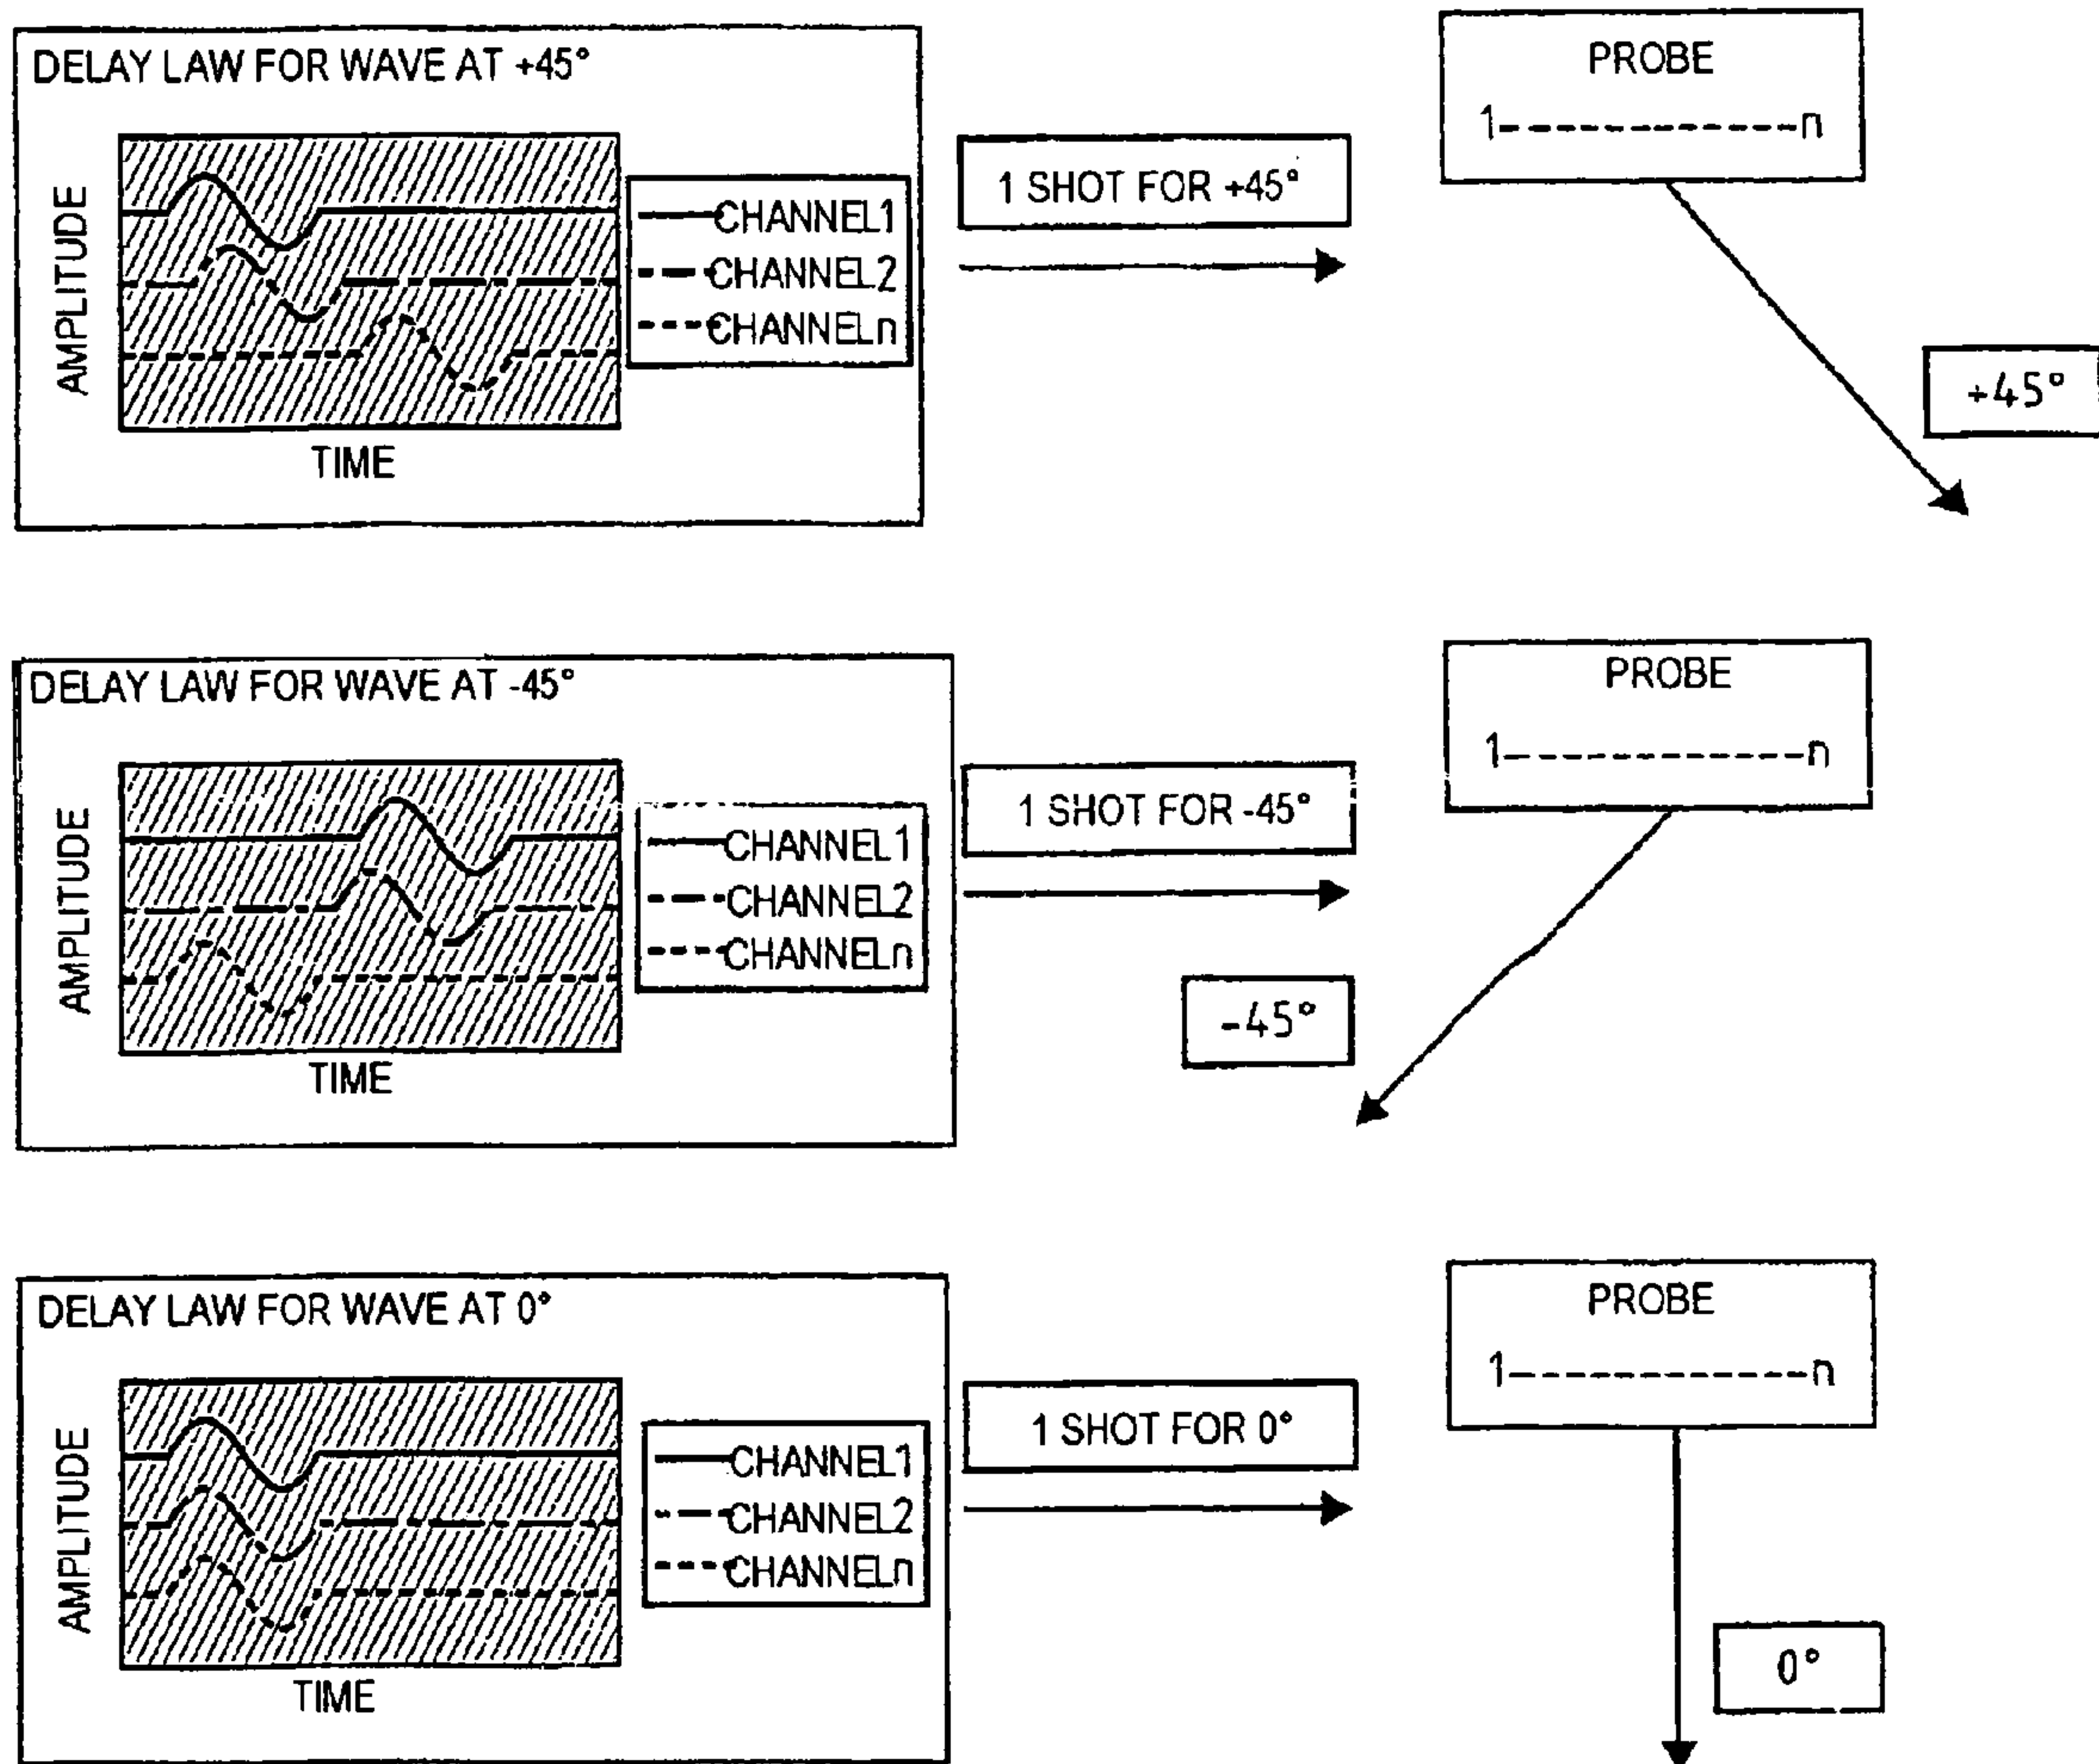 DELAY LAW FOR WAVE AT +45°
AMPLITUDE
TIME
CHANNEL1
CHANNEL2
CHANNELn
1 SHOT FOR +45°
PROBE
1--------------n
+45°
DELAY LAW FOR WAVE AT -45°
AMPLITUDE
TIME
CHANNEL1
CHANNEL2
CHANNELn
1 SHOT FOR -45°
-45°
PROBE
1--------------n
DELAY LAW FOR WAVE AT 0°
AMPLITUDE
TIME
CHANNEL1
CHANNEL2
CHANNELn
1 SHOT FOR 0°
PROBE
1--------------n
0°